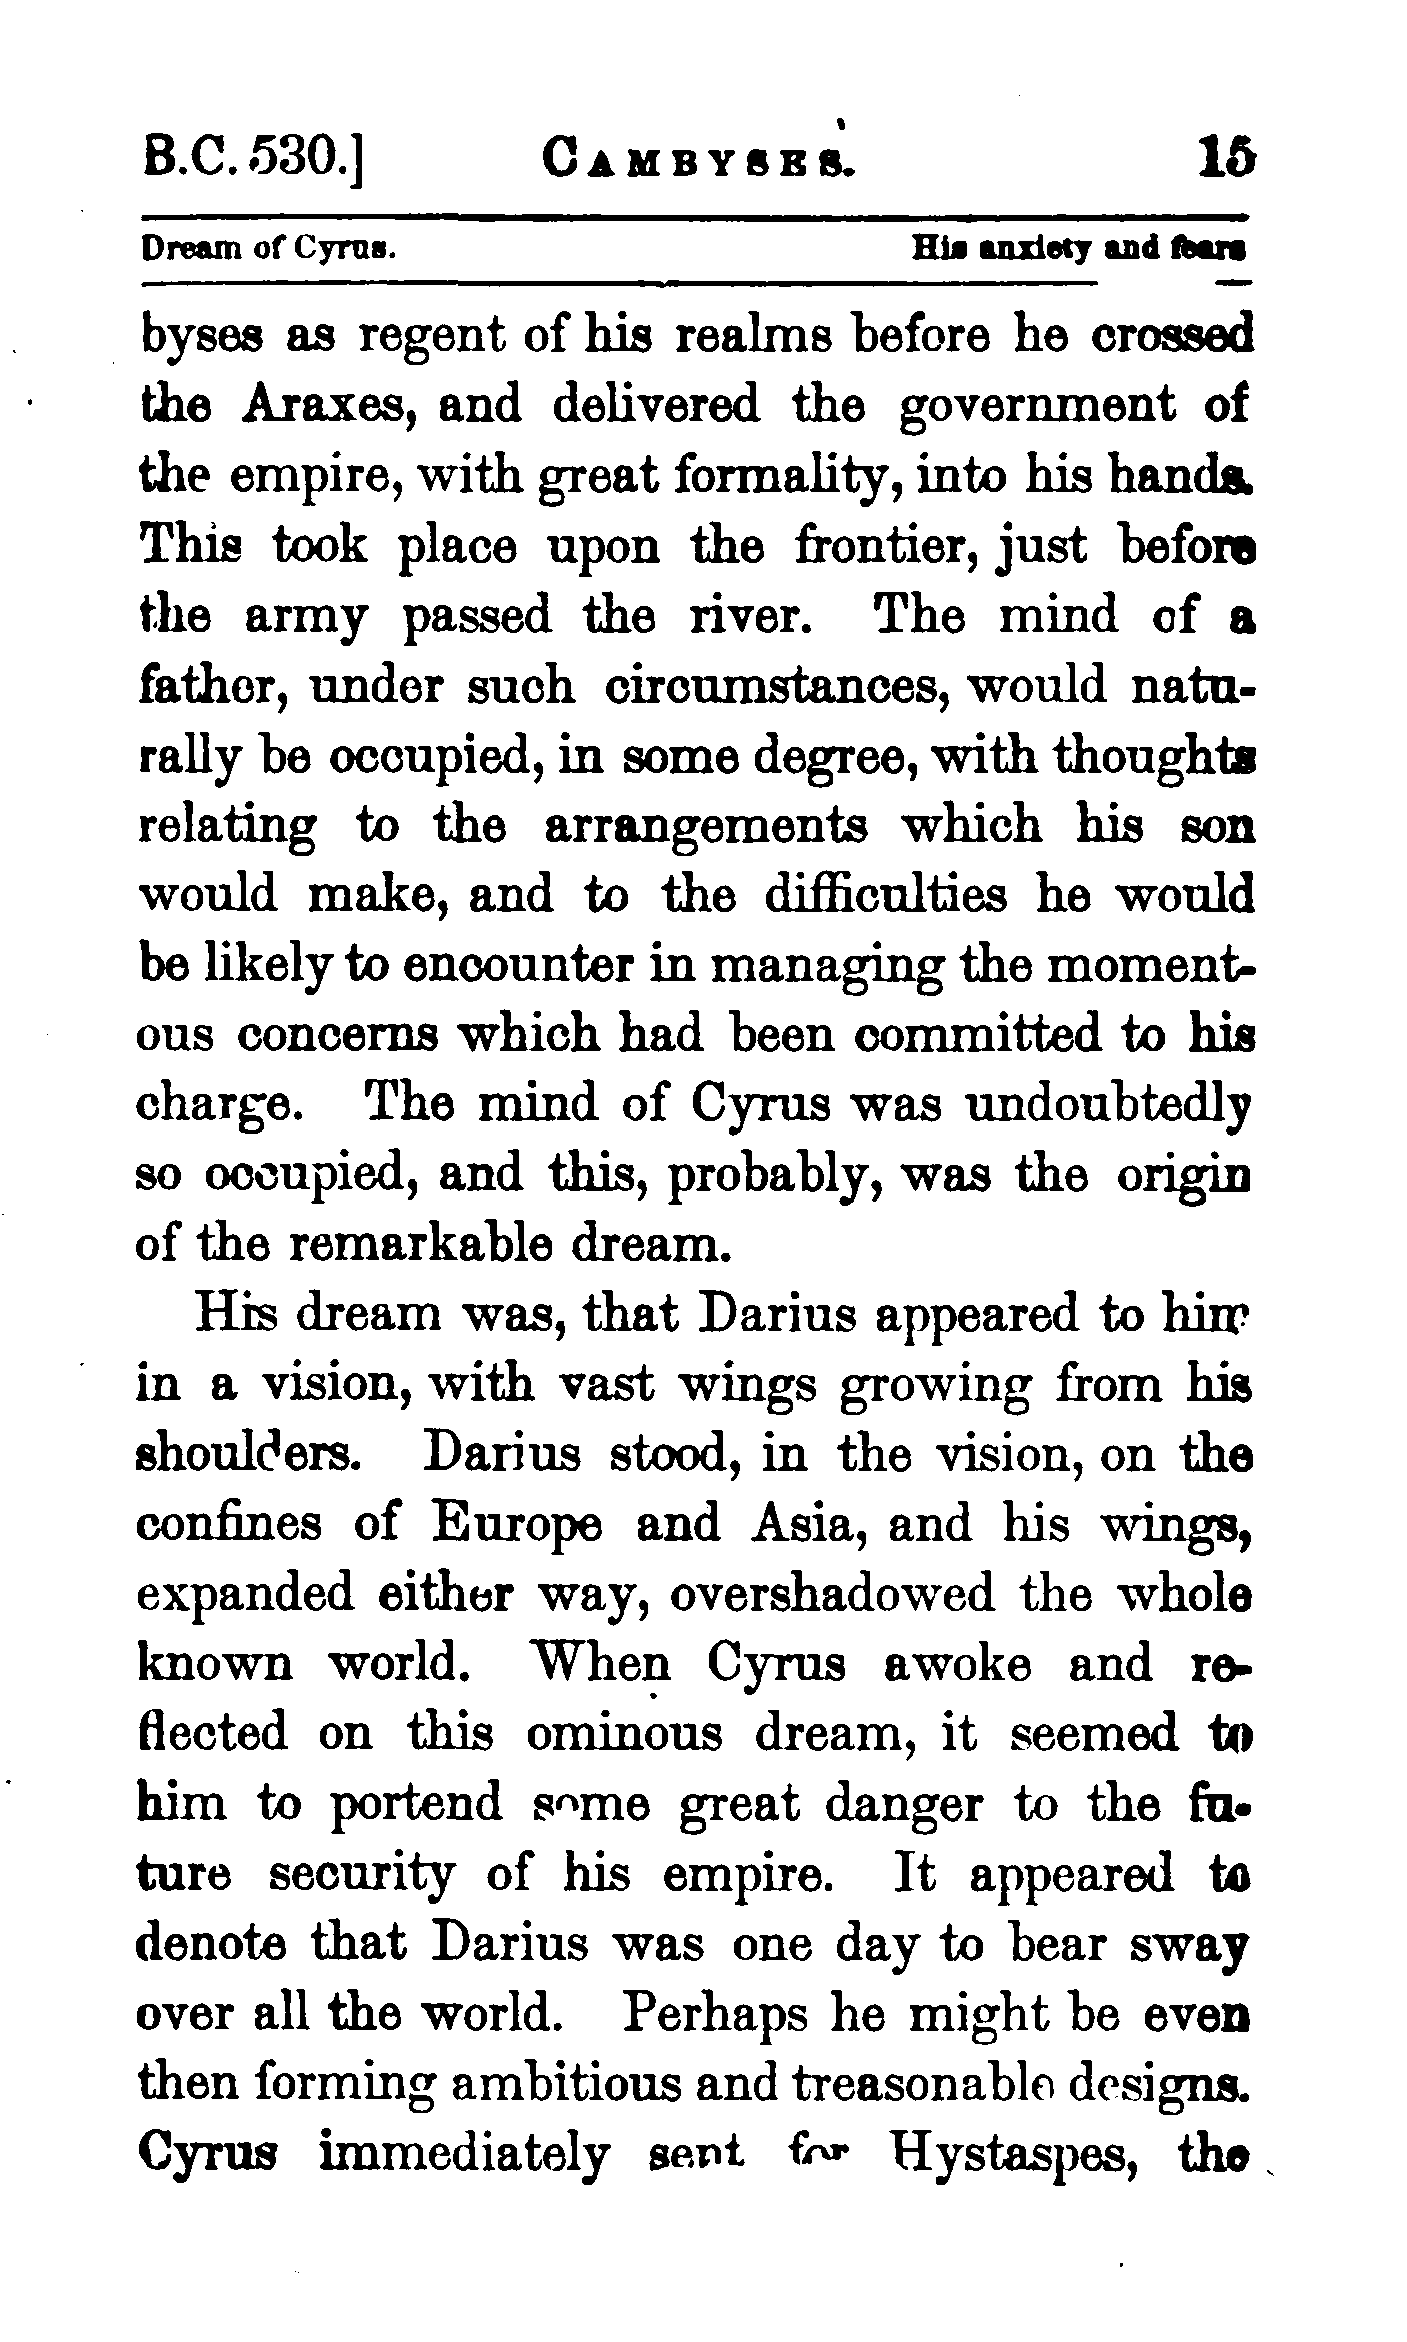 B.C. 530.] CAMBYSES. 15
Dream of Cyrus. His anxiety and fears
byses as regent of his realms before he crossed
the Araxes, and delivered the government of
the empire, with great formality, into his hands.
This took place upon the frontier, just before
the army passed the river. The mind of a
father, under such circumstances, would natu-
rally be occupied, in some degree, with thoughts
relating to the arrangements which his son
would make, and to the difficulties he would
be likely to encounter in managing the moment-
ous concerns which had been committed to his
charge. The mind of Cyrus was undoubtedly
so occupied, and this, probably, was the origin
of the remarkable dream.
His dream was, that Darius appeared to him
in a vision, with vast wings growing from his
shoulders. Darius stood, in the vision, on the
confines of Europe and Asia, and his wings,
expanded either way, overshadowed the whole
known world. When Cyrus awoke and re-
flected on this ominous dream, it seemed to
him to portend some great danger to the fu-
ture security of his empire. It appeared to
denote that Darius was one day to bear sway
over all the world. Perhaps he might be even
then forming ambitious and treasonable designs.
Cyrus immediately sent for Hystaspes, the